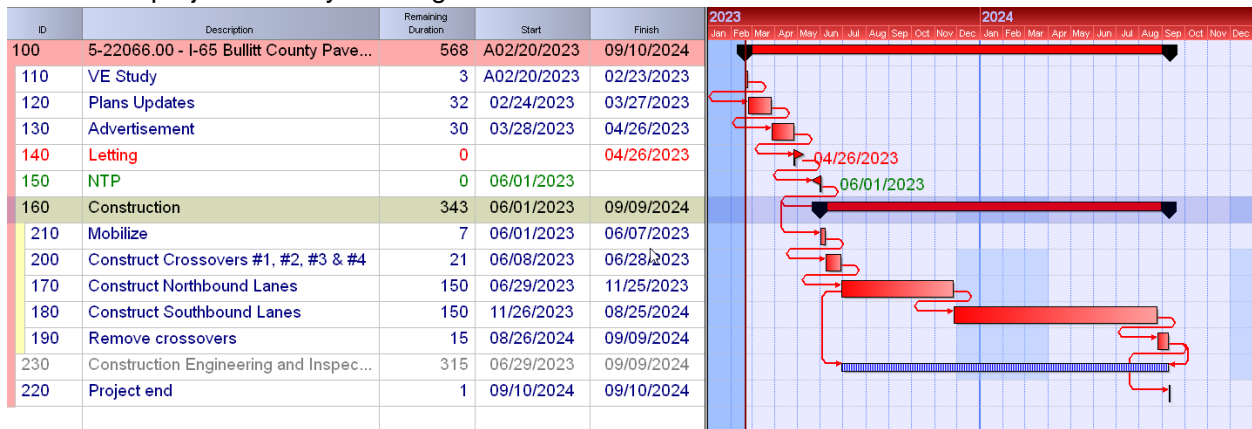 ID Description Remaining Duration Start Finish
2023 2024
Jan Feb Mar Apr May Jun Jul Aug Sep Oct Nov Dec Jan Feb Mar Apr May Jun Jul Aug Sep Oct Nov Dec
100 5-22066.00 - I-65 Bullitt County Pave... 568 A02/20/2023 09/10/2024
110 VE Study 3 A02/20/2023 02/23/2023
120 Plans Updates 32 02/24/2023 03/27/2023
130 Advertisement 30 03/28/2023 04/26/2023
140 Letting 0 04/26/2023 04/26/2023
150 NTP 0 06/01/2023 06/01/2023
160 Construction 343 06/01/2023 09/09/2024
210 Mobilize 7 06/01/2023 06/07/2023
200 Construct Crossovers #1, #2, #3 & #4 21 06/08/2023 06/28/2023
170 Construct Northbound Lanes 150 06/29/2023 11/25/2023
180 Construct Southbound Lanes 150 11/26/2023 08/25/2024
190 Remove crossovers 15 08/26/2024 09/09/2024
230 Construction Engineering and Inspec... 315 06/29/2023 09/09/2024
220 Project end 1 09/10/2024 09/10/2024